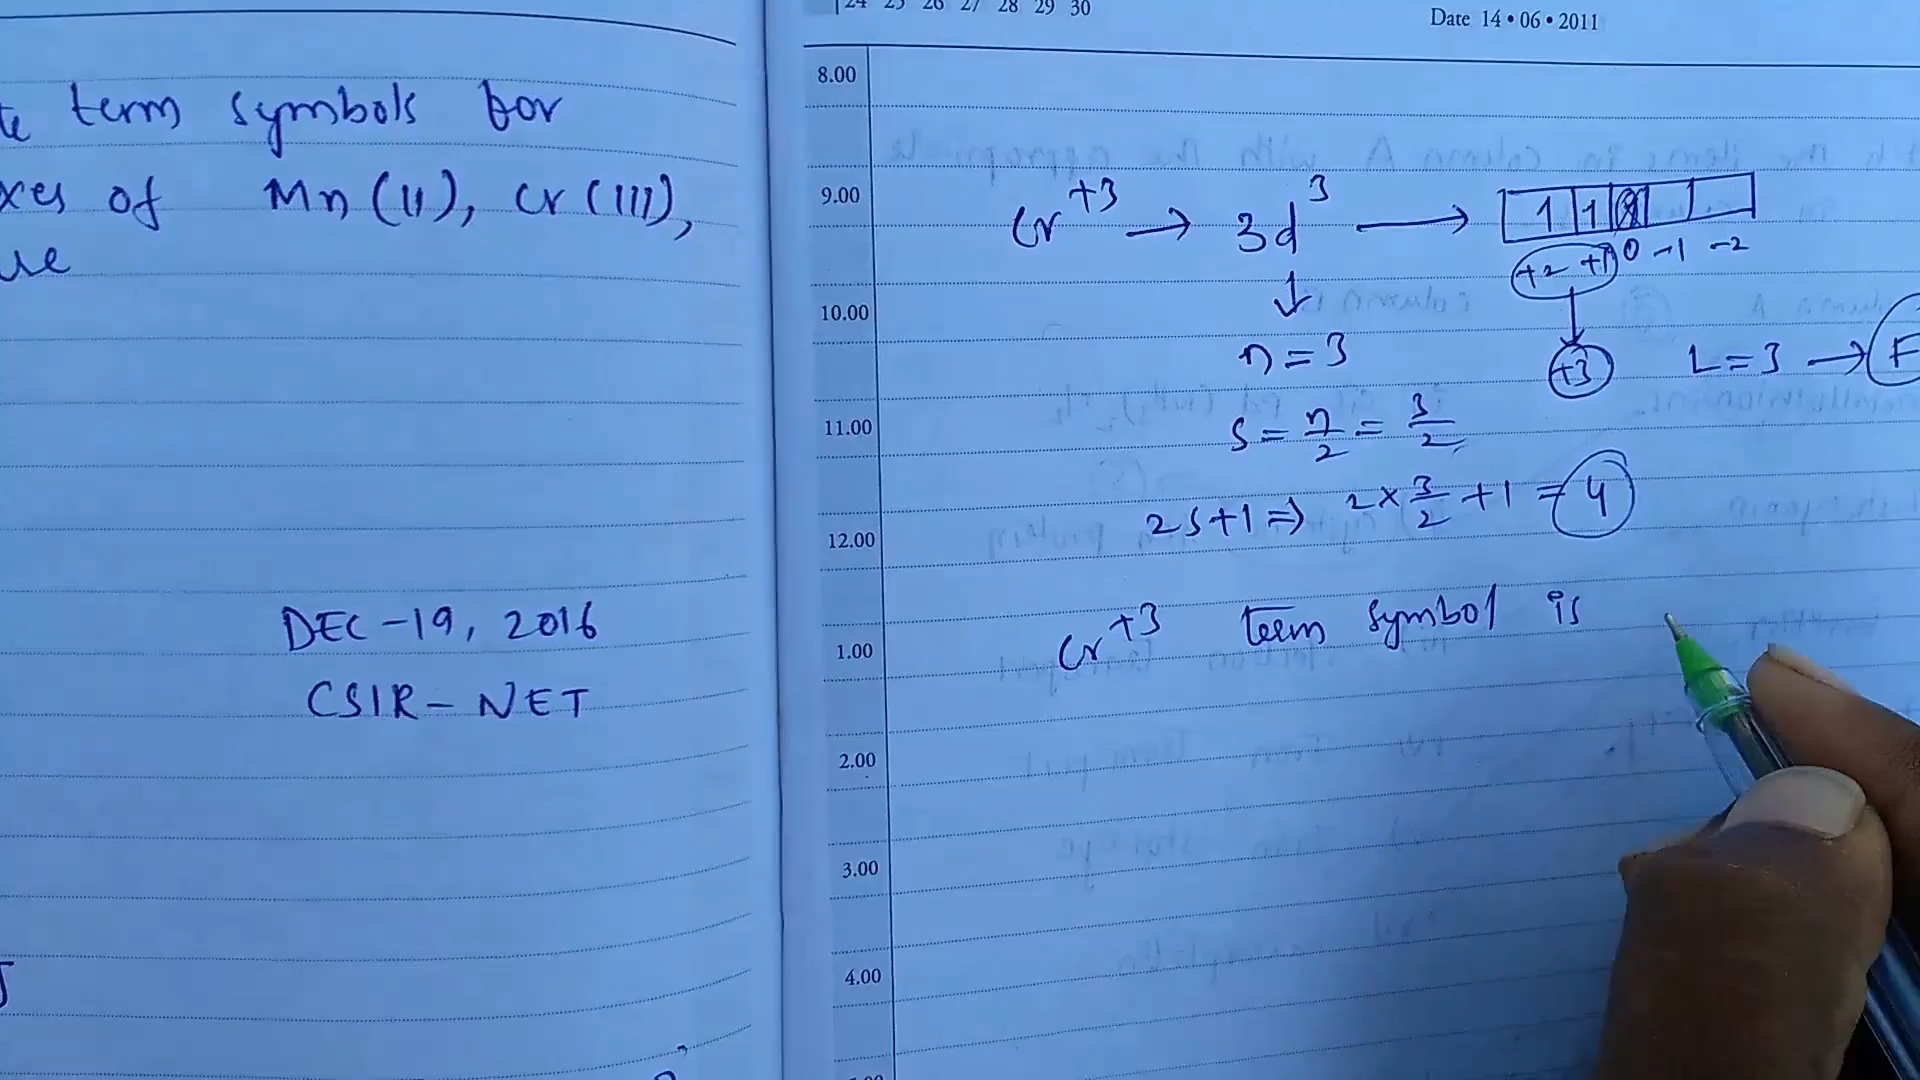 24 25 26 27 28 29 30
Date 14•06•2011
term symbols for
of Mn(II), Cr(III),
DEC-19, 2016
CSIR-NET
8.00
9.00
Cr+3 → 3d3 → 1 1
+2 +1 0 -1 -2
10.00
n=3
+3 L=3 → F
11.00
S = n/2 = 3/2
2S+1 ⇒ 2×3/2+1 = 4
12.00
Cr+3 term symbol is
1.00
2.00
3.00
4.00